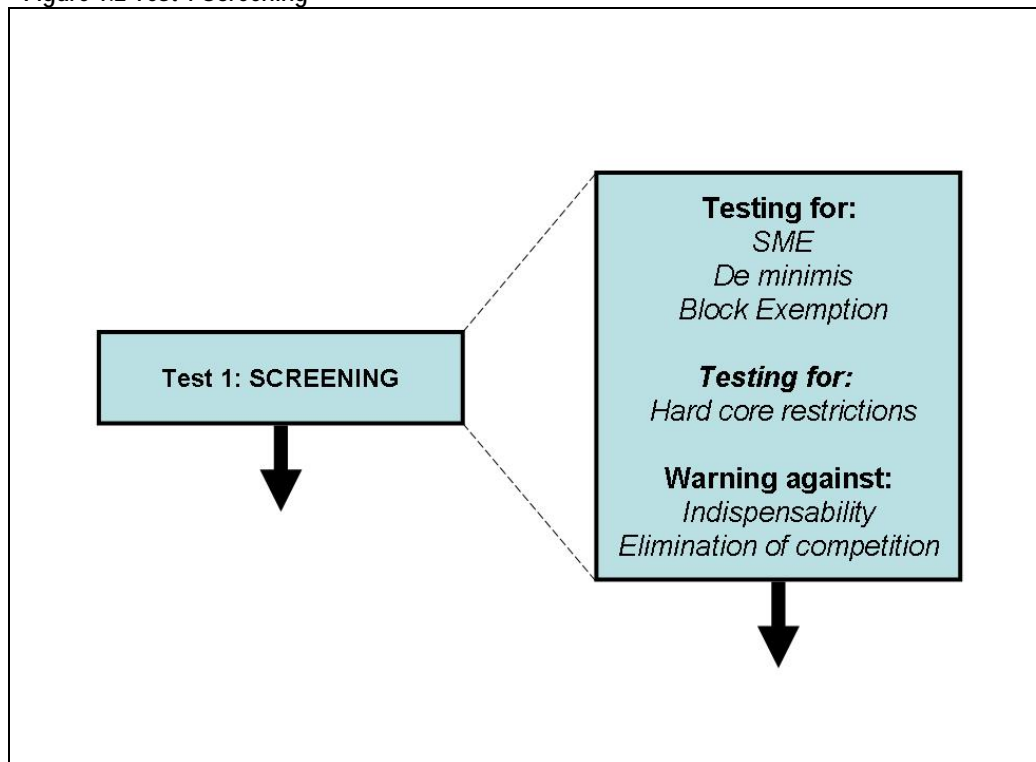 Test 1: SCREENING
Testing for:
SME
De minimis
Block Exemption
Testing for:
Hard core restrictions
Warning against:
Indispensability
Elimination of competition